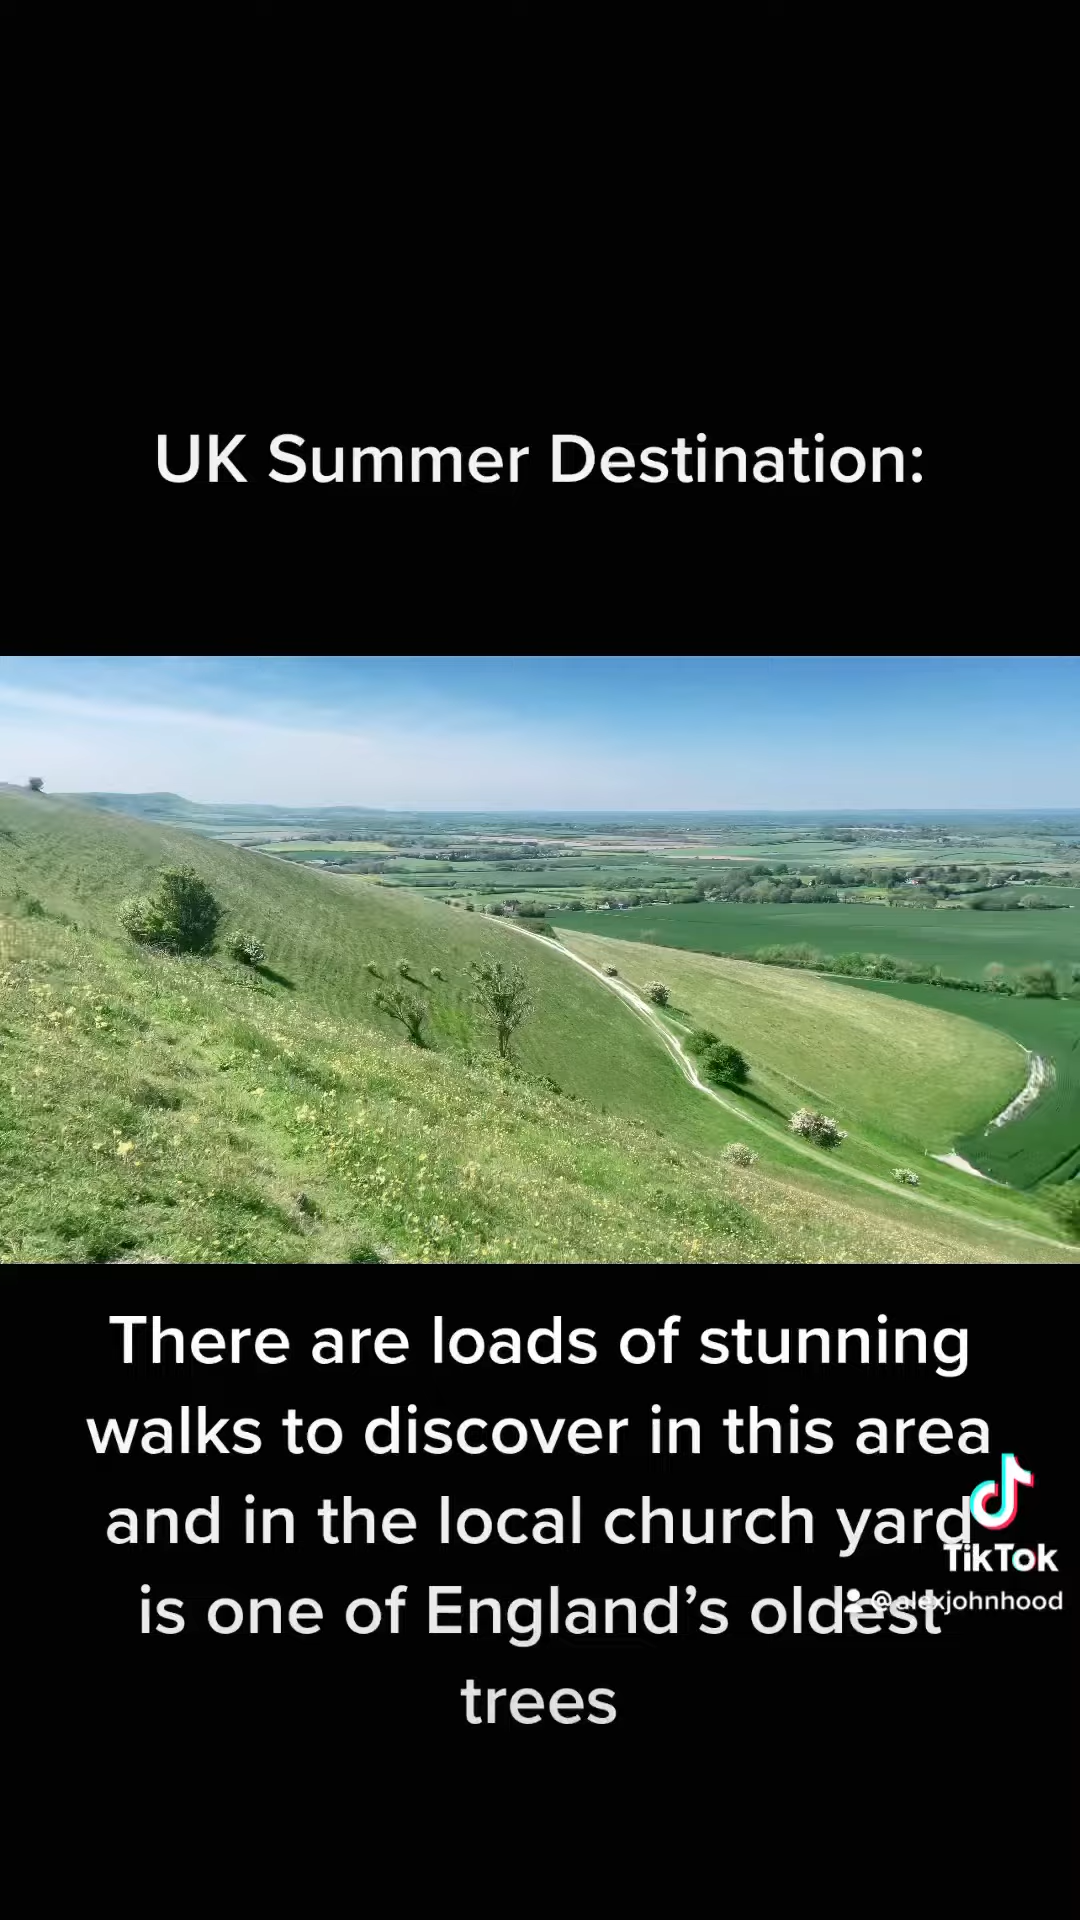 UK Summer Destination:
There are loads of stunning
walks to discover in this area
and in the local church yard
is one of England’s oldest
trees
TikTok
@alexjohnhood